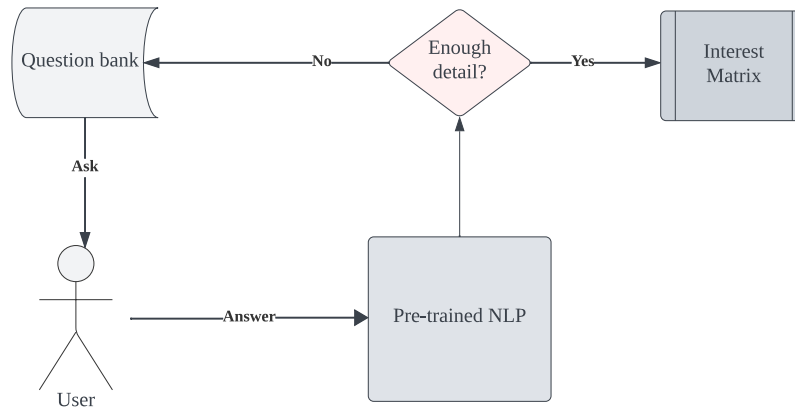 Question bank
No
Enough
detail?
Yes
Interest
Matrix
Ask
Answer
Pre-trained NLP
User